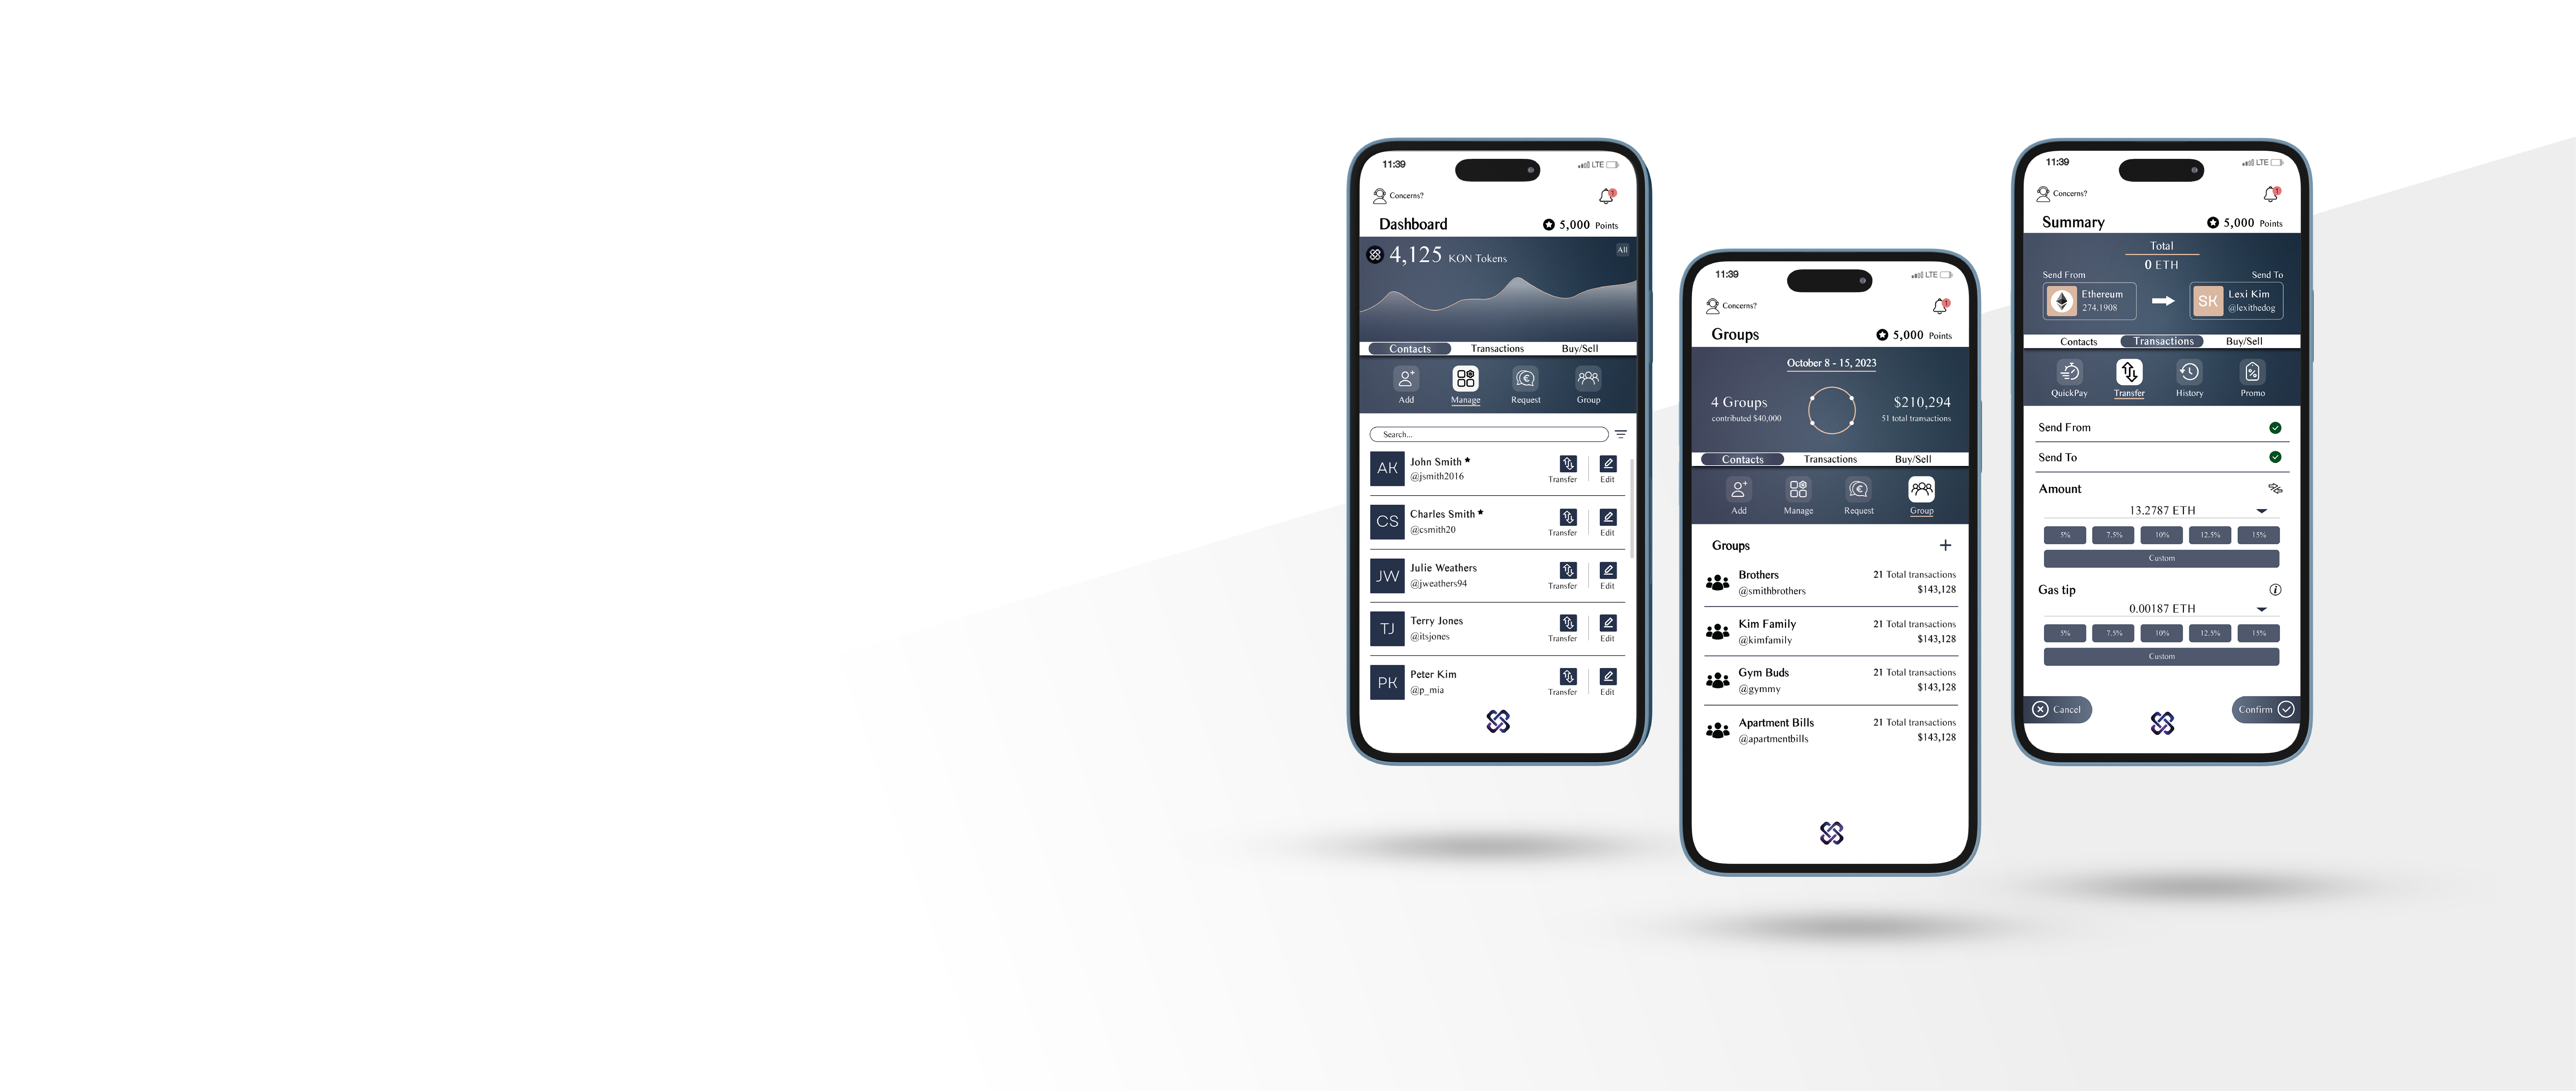 11:39
LTE
Concerns?
1
Dashboard
5,000 Points
4,125 KON Tokens
All
Contacts
Transactions
Buy/Sell
Add
Manage
Request
Group
Search...
AK
John Smith
@jsmith2016
Transfer
Edit
CS
Charles Smith
@csmith20
Transfer
Edit
JW
Julie Weathers
@jweathers94
Transfer
Edit
TJ
Terry Jones
@itsjones
Transfer
Edit
PK
Peter Kim
@p_mia
Transfer
Edit
11:39
LTE
Concerns?
1
Groups
5,000 Points
October 8 - 15, 2023
4 Groups
contributed $40,000
$210,294
51 total transactions
Contacts
Transactions
Buy/Sell
Add
Manage
Request
Group
Groups
Brothers
@smithbrothers
21 Total transactions
$143,128
Kim Family
@kimfamily
21 Total transactions
$143,128
Gym Buds
@gymmy
21 Total transactions
$143,128
Apartment Bills
@apartmentbills
21 Total transactions
$143,128
11:39
LTE
Concerns?
1
Summary
5,000 Points
Total
0 ETH
Send From
Send To
Ethereum
274.1908
SK
Lexi Kim
@lexithedog
Contacts
Transactions
Buy/Sell
QuickPay
Transfer
History
Promo
Send From
Send To
Amount
13.2787 ETH
5%
7.5%
10%
12.5%
15%
Custom
Gas tip
0.00187 ETH
5%
7.5%
10%
12.5%
15%
Custom
Cancel
Confirm